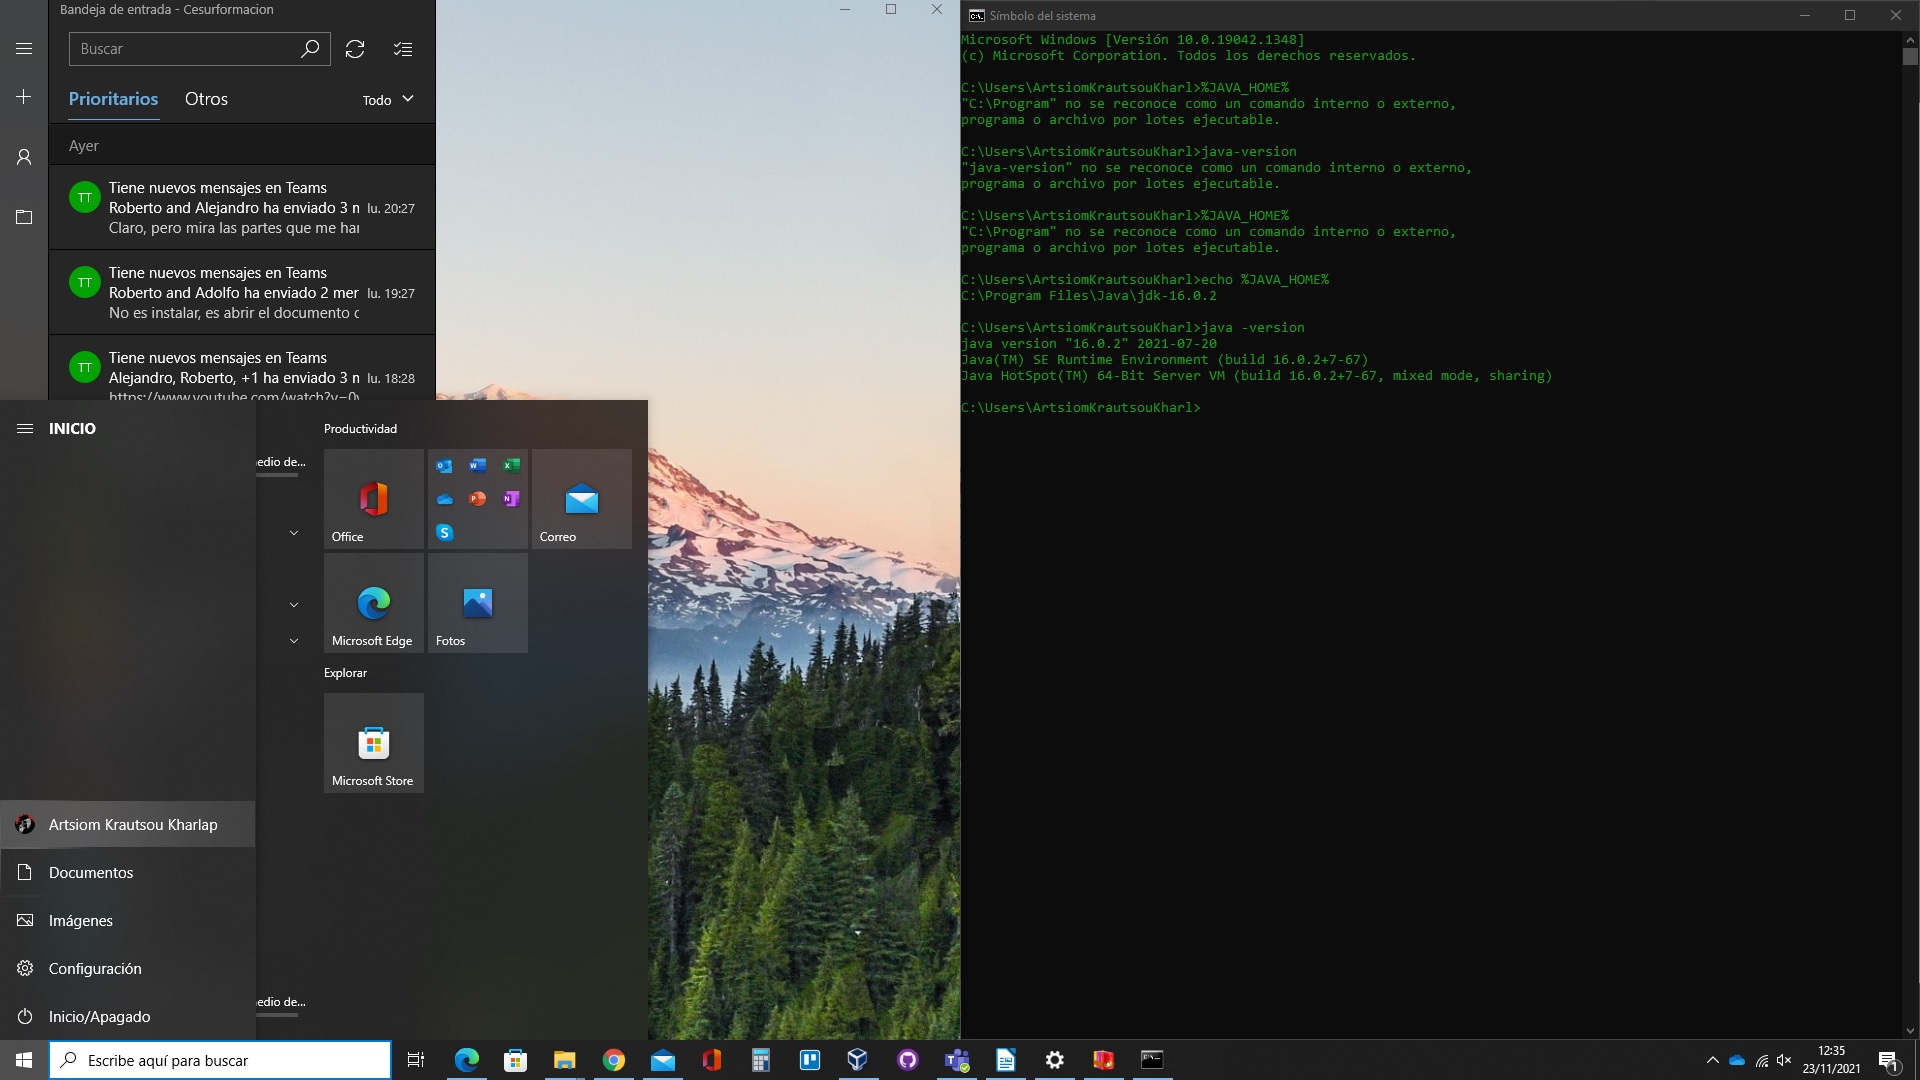 Bandeja de entrada - Cesurformacion
Buscar
Prioritarios
Otros
Todo
Ayer
TT
Tiene nuevos mensajes en Teams
Roberto and Alejandro ha enviado 3 m
lu. 20:27
Claro, pero mira las partes que me har
TT
Tiene nuevos mensajes en Teams
Roberto and Adolfo ha enviado 2 mer
lu. 19:27
No es instalar, es abrir el documento c
TT
Tiene nuevos mensajes en Teams
Alejandro, Roberto, +1 ha enviado 3 m
lu. 18:28
https://www.youtube.com/watch?v=0v
INICIO
edio de...
Productividad
Office
Correo
Microsoft Edge
Fotos
Explorar
Microsoft Store
Artsiom Krautsou Kharlap
Documentos
Imágenes
Configuración
edio de...
Inicio/Apagado
Símbolo del sistema
Microsoft Windows [Versión 10.0.19042.1348]
(c) Microsoft Corporation. Todos los derechos reservados.
C:\Users\ArtsiomKrautsouKharl>%JAVA_HOME%
"C:\Program" no se reconoce como un comando interno o externo,
programa o archivo por lotes ejecutable.
C:\Users\ArtsiomKrautsouKharl>java-version
"java-version" no se reconoce como un comando interno o externo,
programa o archivo por lotes ejecutable.
C:\Users\ArtsiomKrautsouKharl>%JAVA_HOME%
"C:\Program" no se reconoce como un comando interno o externo,
programa o archivo por lotes ejecutable.
C:\Users\ArtsiomKrautsouKharl>echo %JAVA_HOME%
C:\Program Files\Java\jdk-16.0.2
C:\Users\ArtsiomKrautsouKharl>java -version
java version "16.0.2" 2021-07-20
Java(TM) SE Runtime Environment (build 16.0.2+7-67)
Java HotSpot(TM) 64-Bit Server VM (build 16.0.2+7-67, mixed mode, sharing)
C:\Users\ArtsiomKrautsouKharl>
Escribe aquí para buscar
12:35
23/11/2021
1